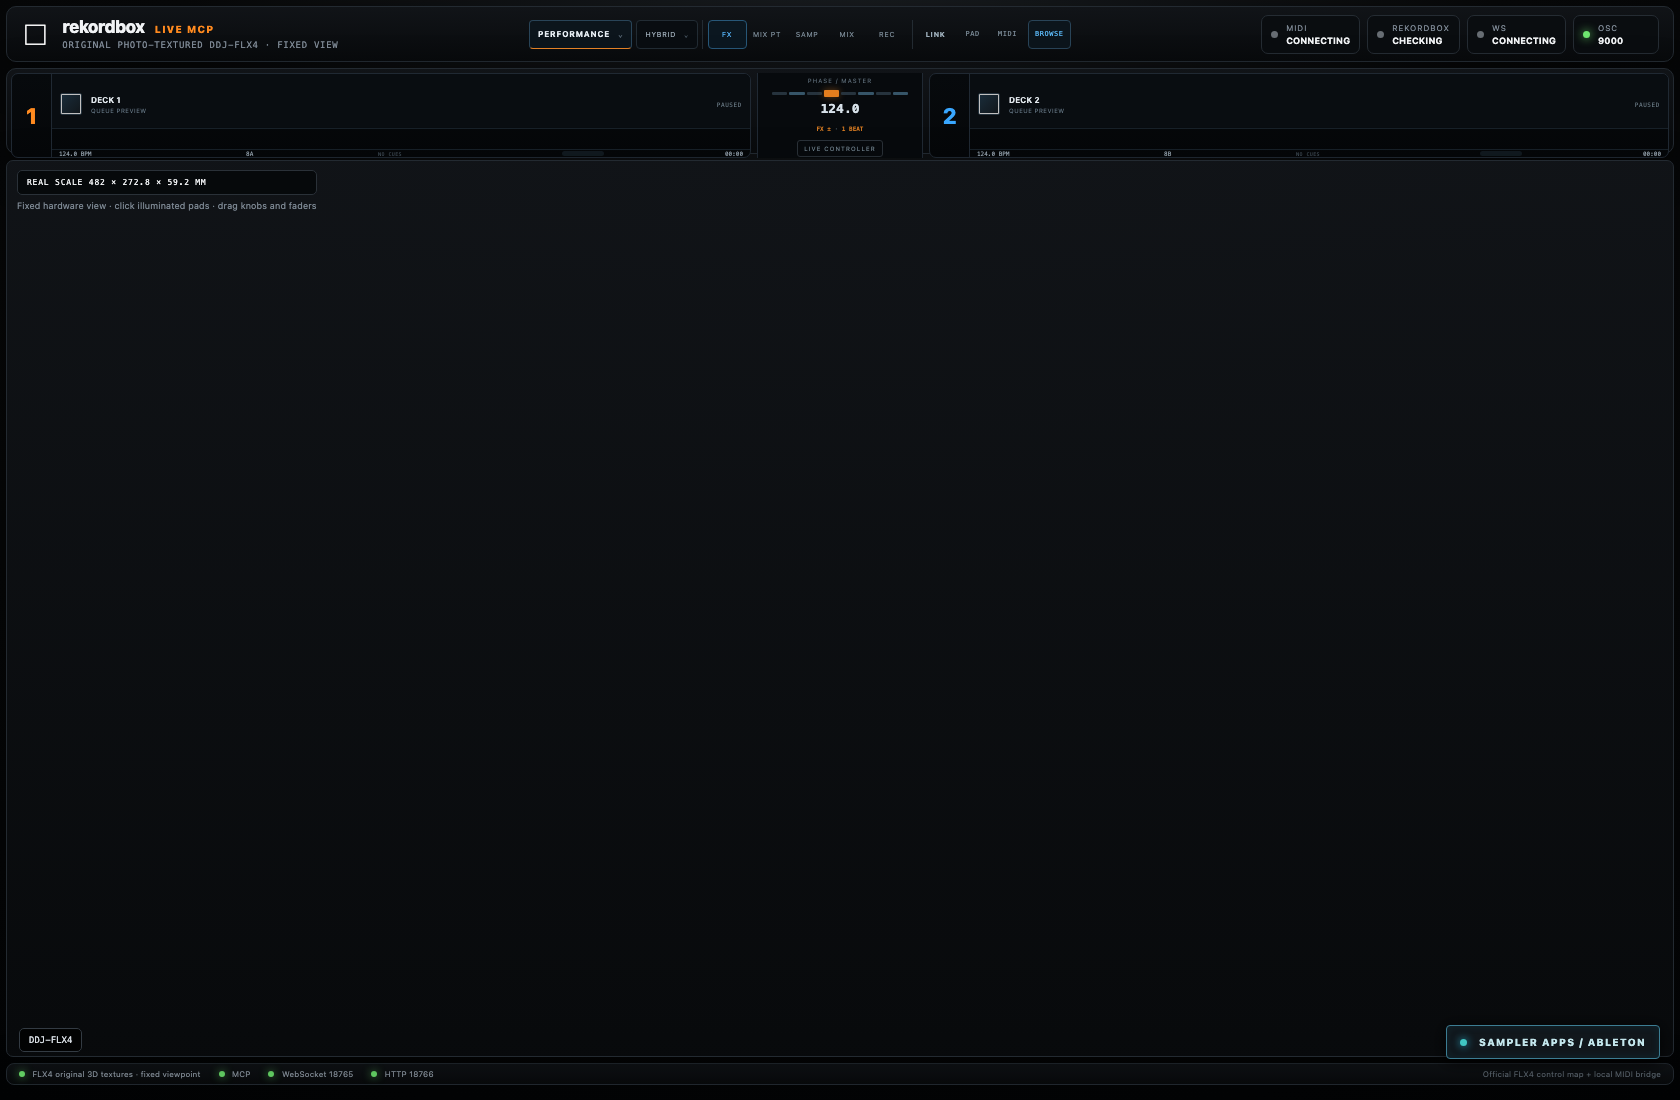 rekordbox LIVE MCP
ORIGINAL PHOTO-TEXTURED DDJ-FLX4 · FIXED VIEW
PERFORMANCE
HYBRID
FX
MIX PT
SAMP
MIX
REC
LINK
PAD
MIDI
BROWSE
MIDI
CONNECTING
REKORDBOX
CHECKING
WS
CONNECTING
OSC
9000
1
DECK 1
QUEUE PREVIEW
PAUSED
124.0 BPM
8A
NO CUES
00:00
PHASE / MASTER
124.0
FX ± · 1 BEAT
LIVE CONTROLLER
2
DECK 2
QUEUE PREVIEW
PAUSED
124.0 BPM
8B
NO CUES
00:00
REAL SCALE 482 × 272.8 × 59.2 MM
Fixed hardware view · click illuminated pads · drag knobs and faders
DDJ-FLX4
SAMPLER APPS / ABLETON
FLX4 original 3D textures · fixed viewpoint
MCP
WebSocket 18765
HTTP 18766
Official FLX4 control map + local MIDI bridge